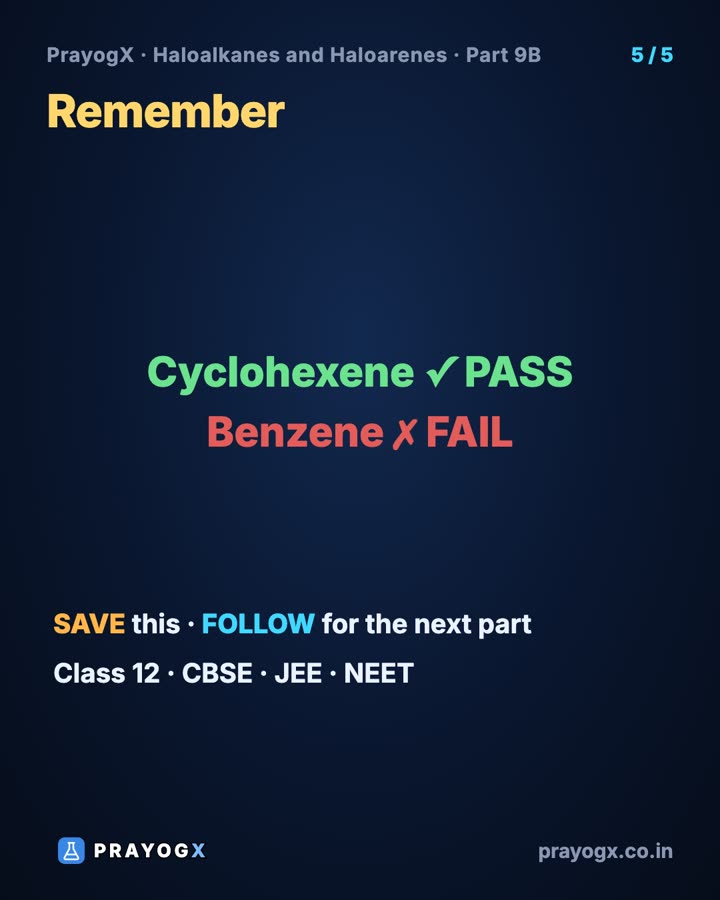 PrayogX · Haloalkanes and Haloarenes · Part 9B 5 / 5
Remember
Cyclohexene ✓ PASS
Benzene ✗ FAIL
SAVE this · FOLLOW for the next part
Class 12 · CBSE · JEE · NEET
PRAYOGX prayogx.co.in